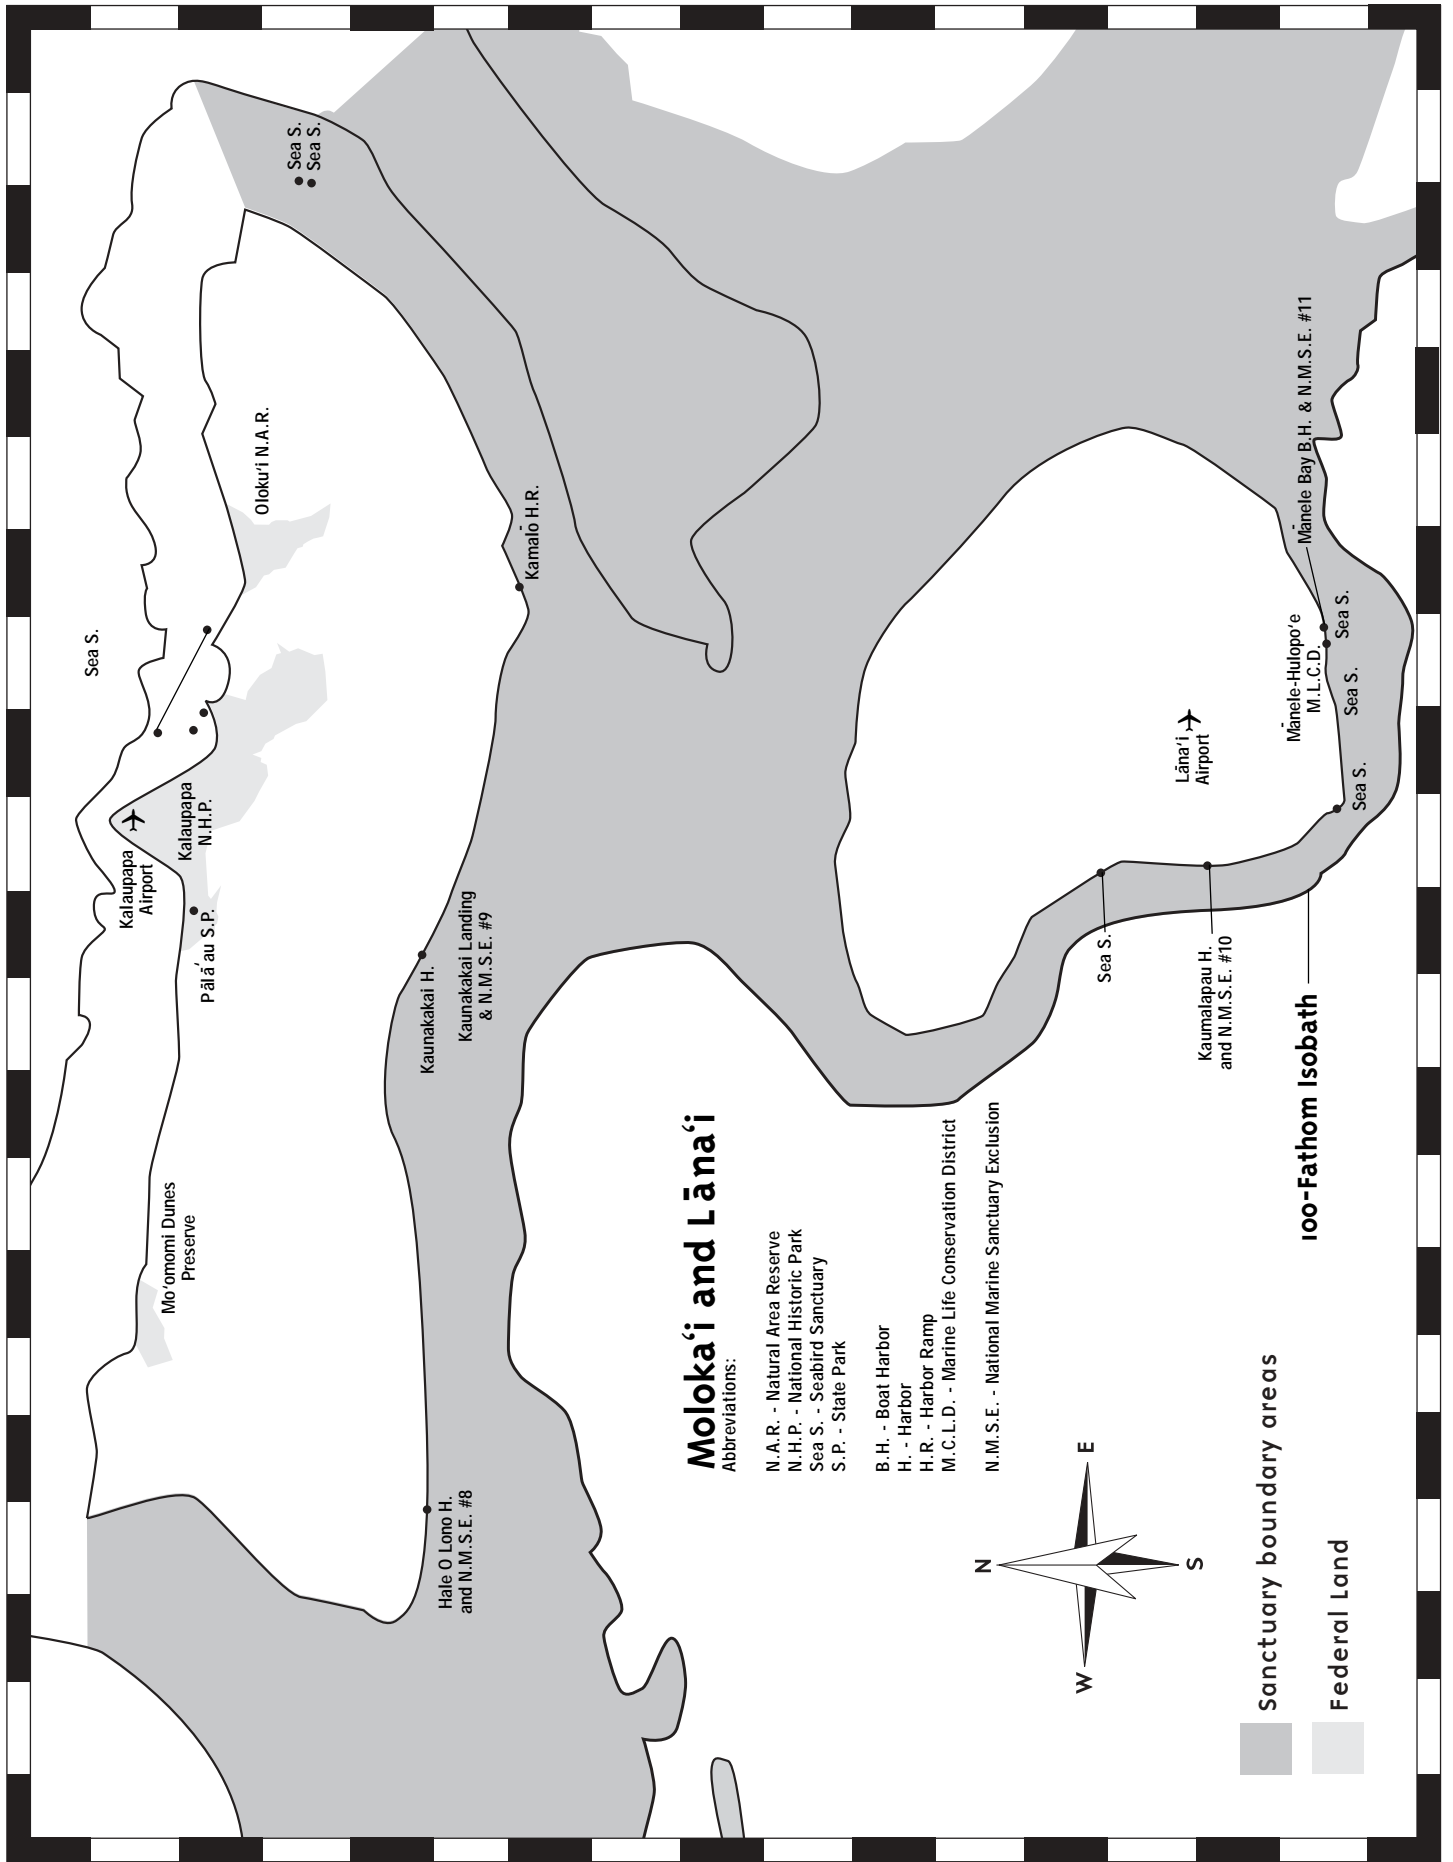 Moloka‘i and Lāna‘i
Abbreviations:
N.A.R. - Natural Area Reserve
N.H.P. - National Historic Park
Sea S. - Seabird Sanctuary
S.P. - State Park
B.H. - Boat Harbor
H. - Harbor
H.R. - Harbor Ramp
M.C.L.D. - Marine Life Conservation District
N.M.S.E. - National Marine Sanctuary Exclusion
N
E
S
W
Sanctuary boundary areas
Federal Land
Mo‘omomi Dunes
Preserve
Pālā‘au S.P.
Kalaupapa
Airport
Kalaupapa
N.H.P.
Sea S.
Oloku‘i N.A.R.
Sea S.
Sea S.
Hale O Lono H.
and N.M.S.E. #8
Kaunakakai H.
Kaunakakai Landing
& N.M.S.E. #9
Kamalō H.R.
Lāna‘i
Airport
Sea S.
Kaumalapau H.
and N.M.S.E. #10
100-Fathom Isobath
Mānele-Hulopo‘e
M.L.C.D.
Mānele Bay B.H. & N.M.S.E. #11
Sea S.
Sea S.
Sea S.